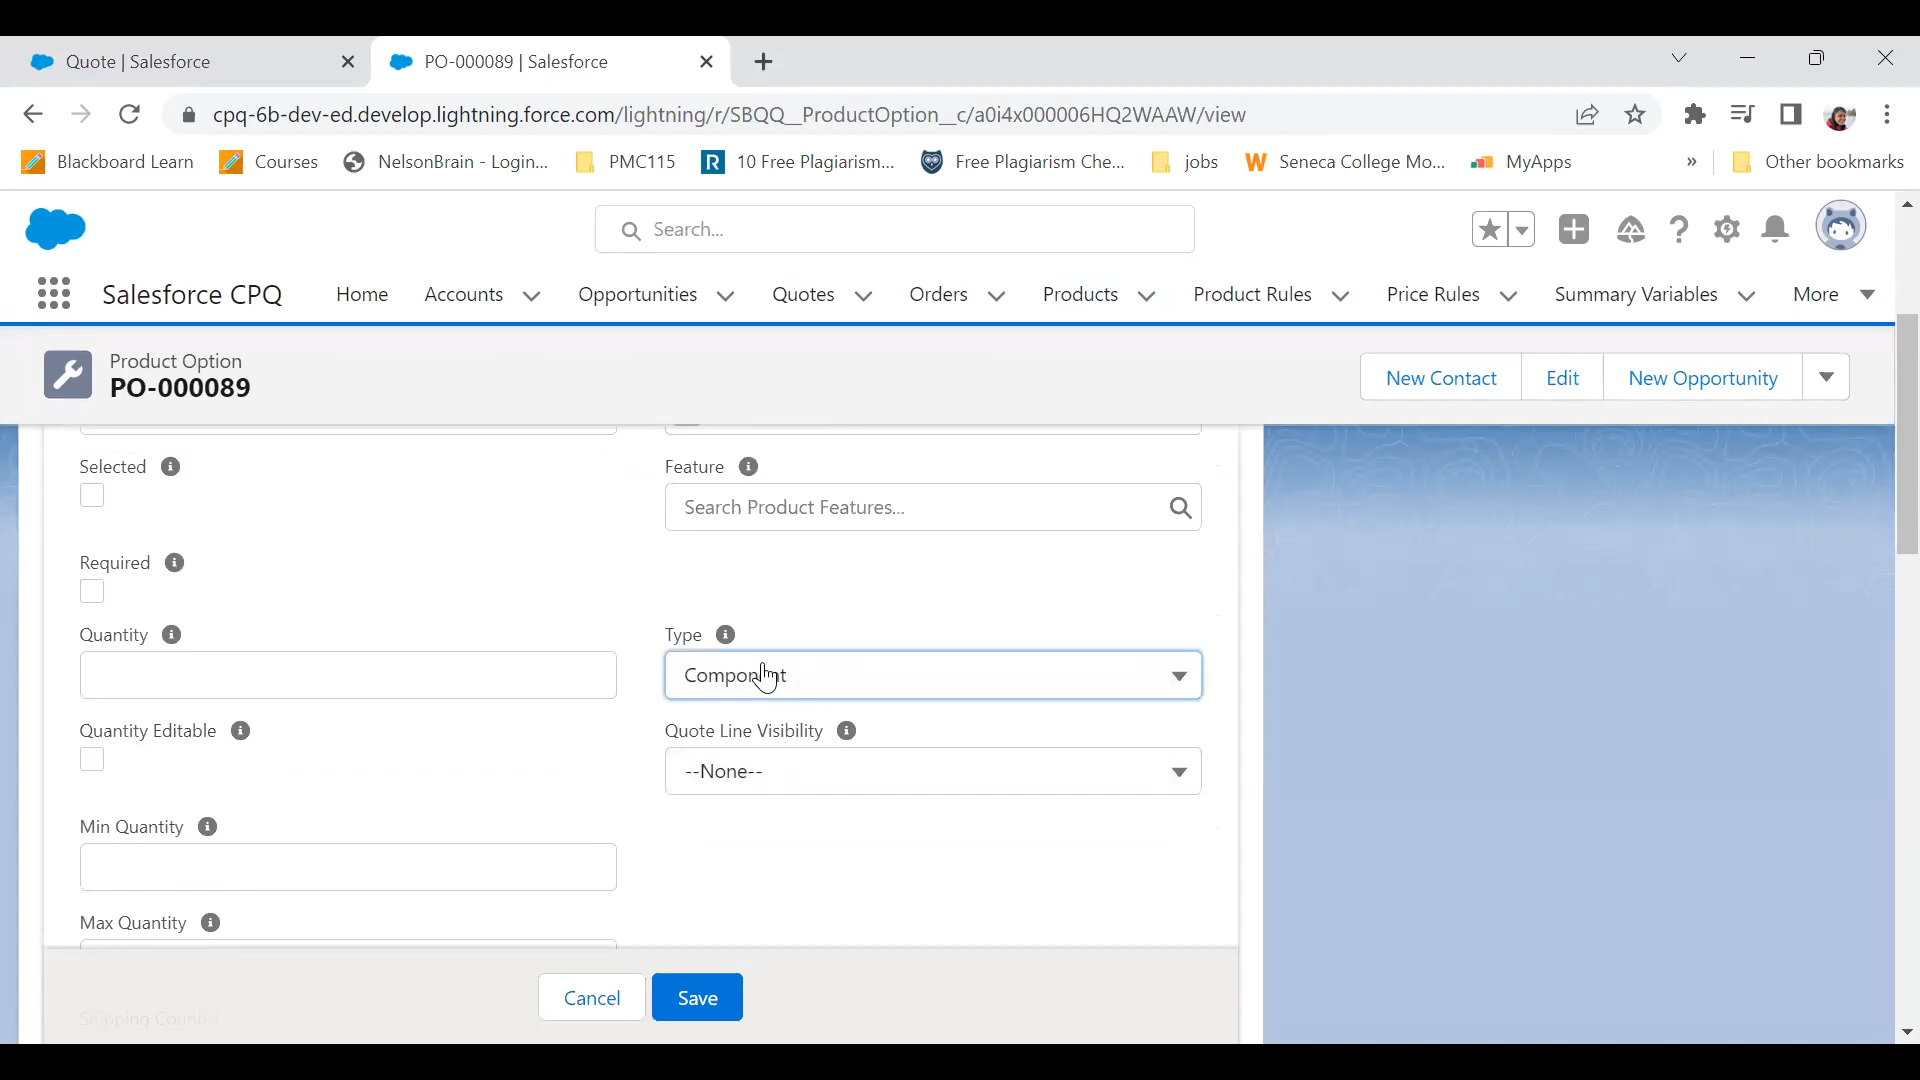 Quote | Salesforce
PO-000089 | Salesforce
cpq-6b-dev-ed.develop.lightning.force.com/lightning/r/SBQQ__ProductOption__c/a0i4x000006HQ2WAAW/view
Blackboard Learn
Courses
NelsonBrain - Login...
PMC115
R
10 Free Plagiarism...
Free Plagiarism Che...
jobs
W
Seneca College Mo...
MyApps
»
Other bookmarks
Search...
Salesforce CPQ
Home
Accounts
Opportunities
Quotes
Orders
Products
Product Rules
Price Rules
Summary Variables
More
Product Option
PO-000089
New Contact
Edit
New Opportunity
Selected
Feature
Search Product Features...
Required
Quantity
Type
Component
Quantity Editable
Quote Line Visibility
--None--
Min Quantity
Max Quantity
Cancel
Save